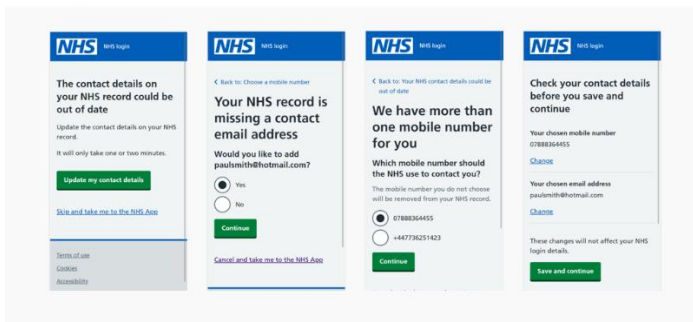 NHS NHS login
The contact details on
your NHS record could be
out of date
Update the contact details on your NHS
record.
It will only take one or two minutes.
Update my contact details
Skip and take me to the NHS App
Terms of use
Cookies
Accessibility
NHS NHS login
Back to: Choose a mobile number
Your NHS record is
missing a contact
email address
Would you like to add
paulsmith@hotmail.com?
Yes
No
Continue
Cancel and take me to the NHS App
NHS NHS login
Back to: Your NHS contact details could be
out of date
We have more than
one mobile number
for you
Which mobile number should
the NHS use to contact you?
The mobile number you do not choose
will be removed from your NHS record.
07888364455
+447736251423
Continue
NHS NHS login
Check your contact details
before you save and
continue
Your chosen mobile number
07888364455
Change
Your chosen email address
paulsmith@hotmail.com
Change
These changes will not affect your NHS
login details.
Save and continue